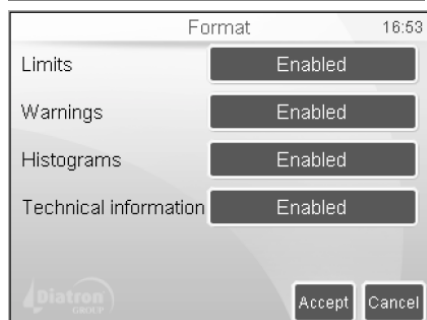 Format 16:53
Limits Enabled
Warnings Enabled
Histograms Enabled
Technical information Enabled
Diatron
GROUP
Accept Cancel